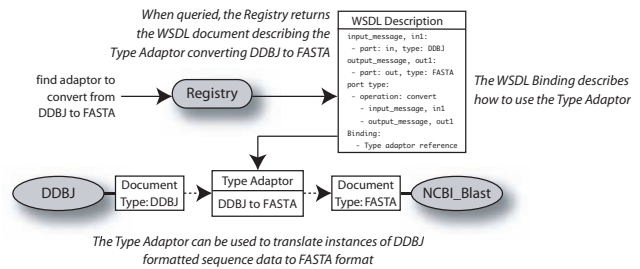 When queried, the Registry returns
the WSDL document describing the
Type Adaptor converting DDBJ to FASTA
WSDL Description
input_message, in1:
- part: in, type: DDBJ
output_message, out1:
- part: out, type: FASTA
port type:
- operation: convert
- input_message, in1
- output_message, out1
Binding:
- Type adaptor reference
find adaptor to
convert from
DDBJ to FASTA
Registry
The WSDL Binding describes
how to use the Type Adaptor
DDBJ
Document
Type: DDBJ
Type Adaptor
DDBJ to FASTA
Document
Type: FASTA
NCBI_Blast
The Type Adaptor can be used to translate instances of DDBJ
formatted sequence data to FASTA format